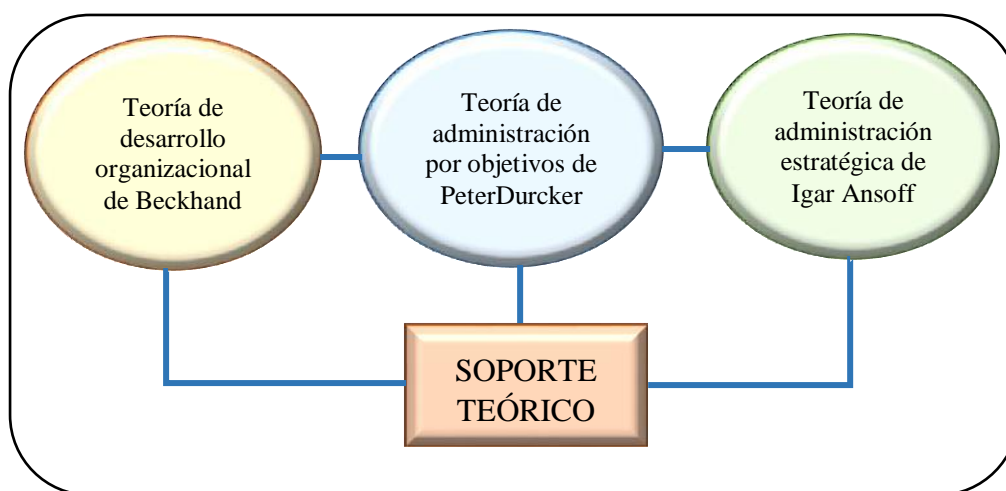 Teoría de
desarrollo
organizacional
de Beckhand
Teoría de
administración
por objetivos de
PeterDurcker
Teoría de
administración
estratégica de
Igar Ansoff
SOPORTE
TEÓRICO